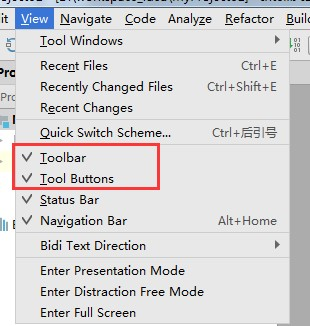 View Navigate Code Analyze Refactor
Pro
Tool Windows
Recent Files Ctrl+E
Recently Changed Files Ctrl+Shift+E
Recent Changes
Quick Switch Scheme... Ctrl+后引号
Toolbar
Tool Buttons
Status Bar
Navigation Bar Alt+Home
Bidi Text Direction
Enter Presentation Mode
Enter Distraction Free Mode
Enter Full Screen